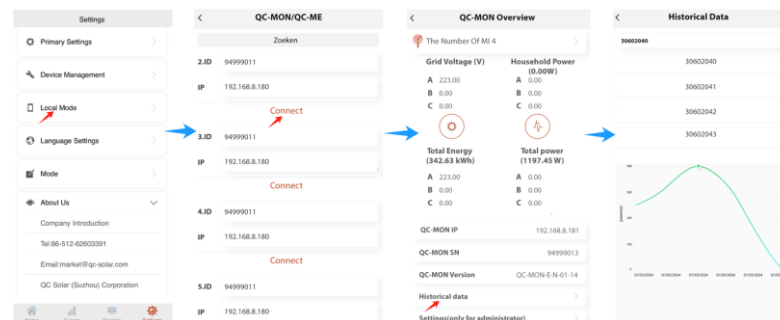 Settings
Primary Settings
Device Management
Local Mode
Language Settings
Mode
About Us
Company Introduction
Tel:86-512-62603391
Email:market@qc-solar.com
QC Solar (Suzhou) Corporation
QC-MON/QC-ME
Zoeken
2.ID 94999011
IP 192.168.8.180
Connect
3.ID 94999011
IP 192.168.8.180
Connect
4.ID 94999011
IP 192.168.8.180
Connect
5.ID 94999011
IP 192.168.8.180
QC-MON Overview
The Number Of MI 4
Grid Voltage (V) Household Power
(0.00W)
A 223.00 A 0.00
B 0.00 B 0.00
C 0.00 C 0.00
Total Energy Total power
(342.63 kWh) (1197.45 W)
A 223.00 A 0.00
B 0.00 B 0.00
C 0.00 C 0.00
QC-MON IP 192.168.8.181
QC-MON SN 94999013
QC-MON Version QC-MON-E-N-01-14
Historical data
Settings(only for administrator)
Historical Data
30602040
30602040
30602041
30602042
30602043